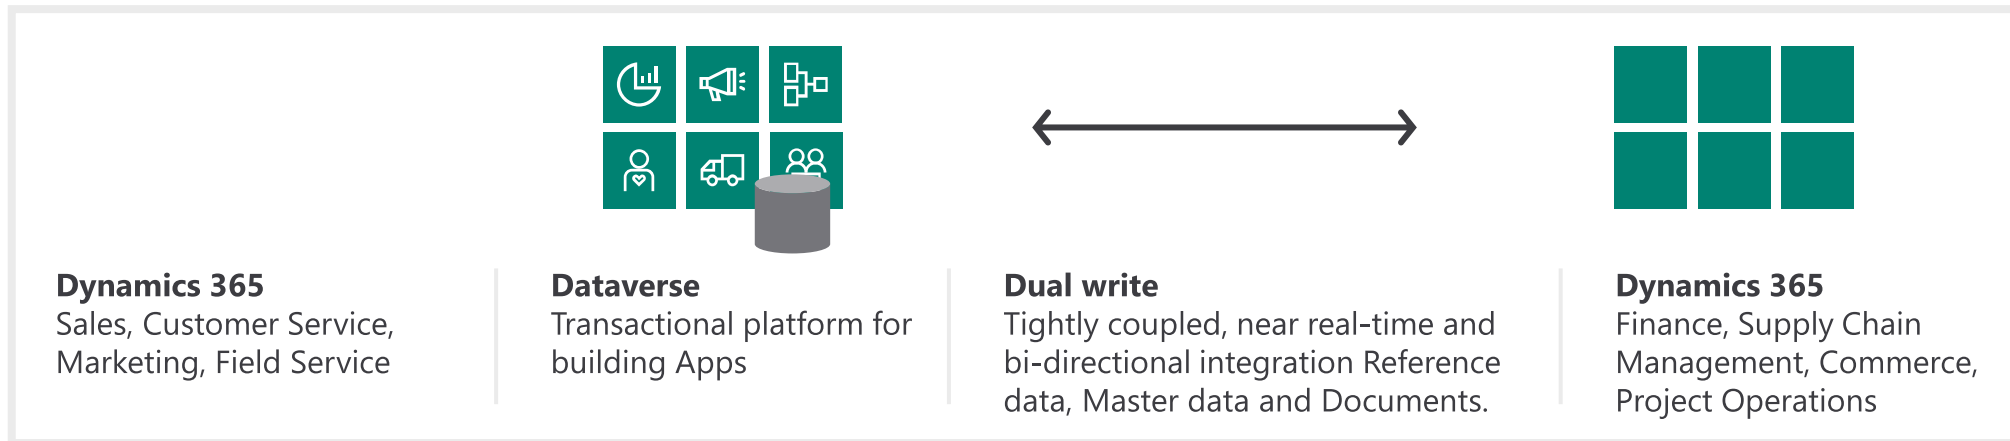 Dynamics 365
Sales, Customer Service,
Marketing, Field Service
Dataverse
Transactional platform for
building Apps
Dual write
Tightly coupled, near real-time and
bi-directional integration Reference
data, Master data and Documents.
Dynamics 365
Finance, Supply Chain
Management, Commerce,
Project Operations